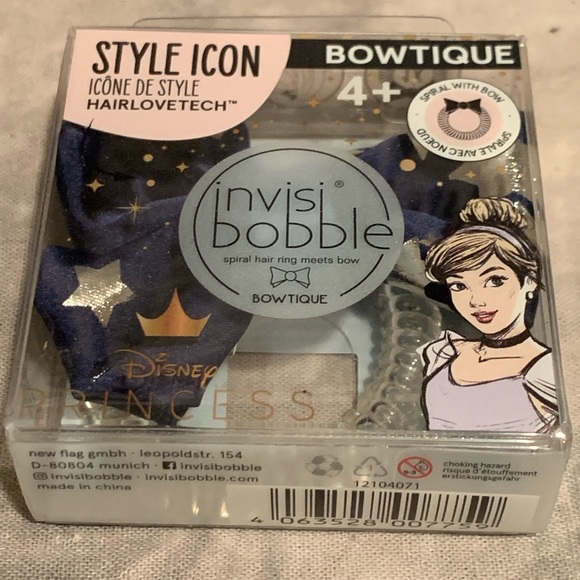 STYLE ICON
ICÔNE DE STYLE
HAIRLOVETECH™
BOWTIQUE
4+
SPIRAL WITH BOW
SPIRALE AVEC NOEUD
invisi®
bobble
spiral hair ring meets bow
BOWTIQUE
Disney
PRINCESS
new flag gmbh · leopoldstr. 154
D-80804 munich · invisibobble
invisibobble · invisibobble.com
made in china
12104071
choking hazard
risque d'étouffement
erstickungsgefahr
4 063528 007759